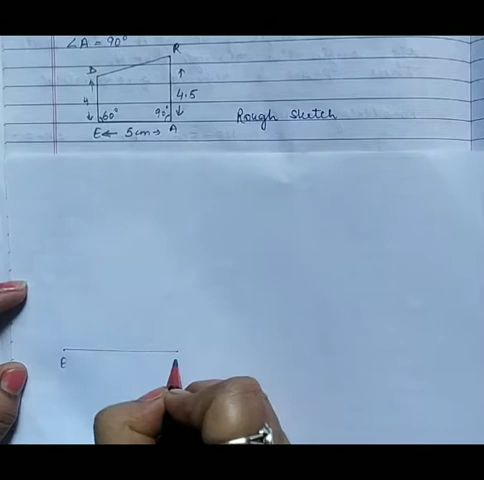 ∠A = 90°
R
B
4
4.5
60°
90°
Rough sketch
E ← 5cm → A
E